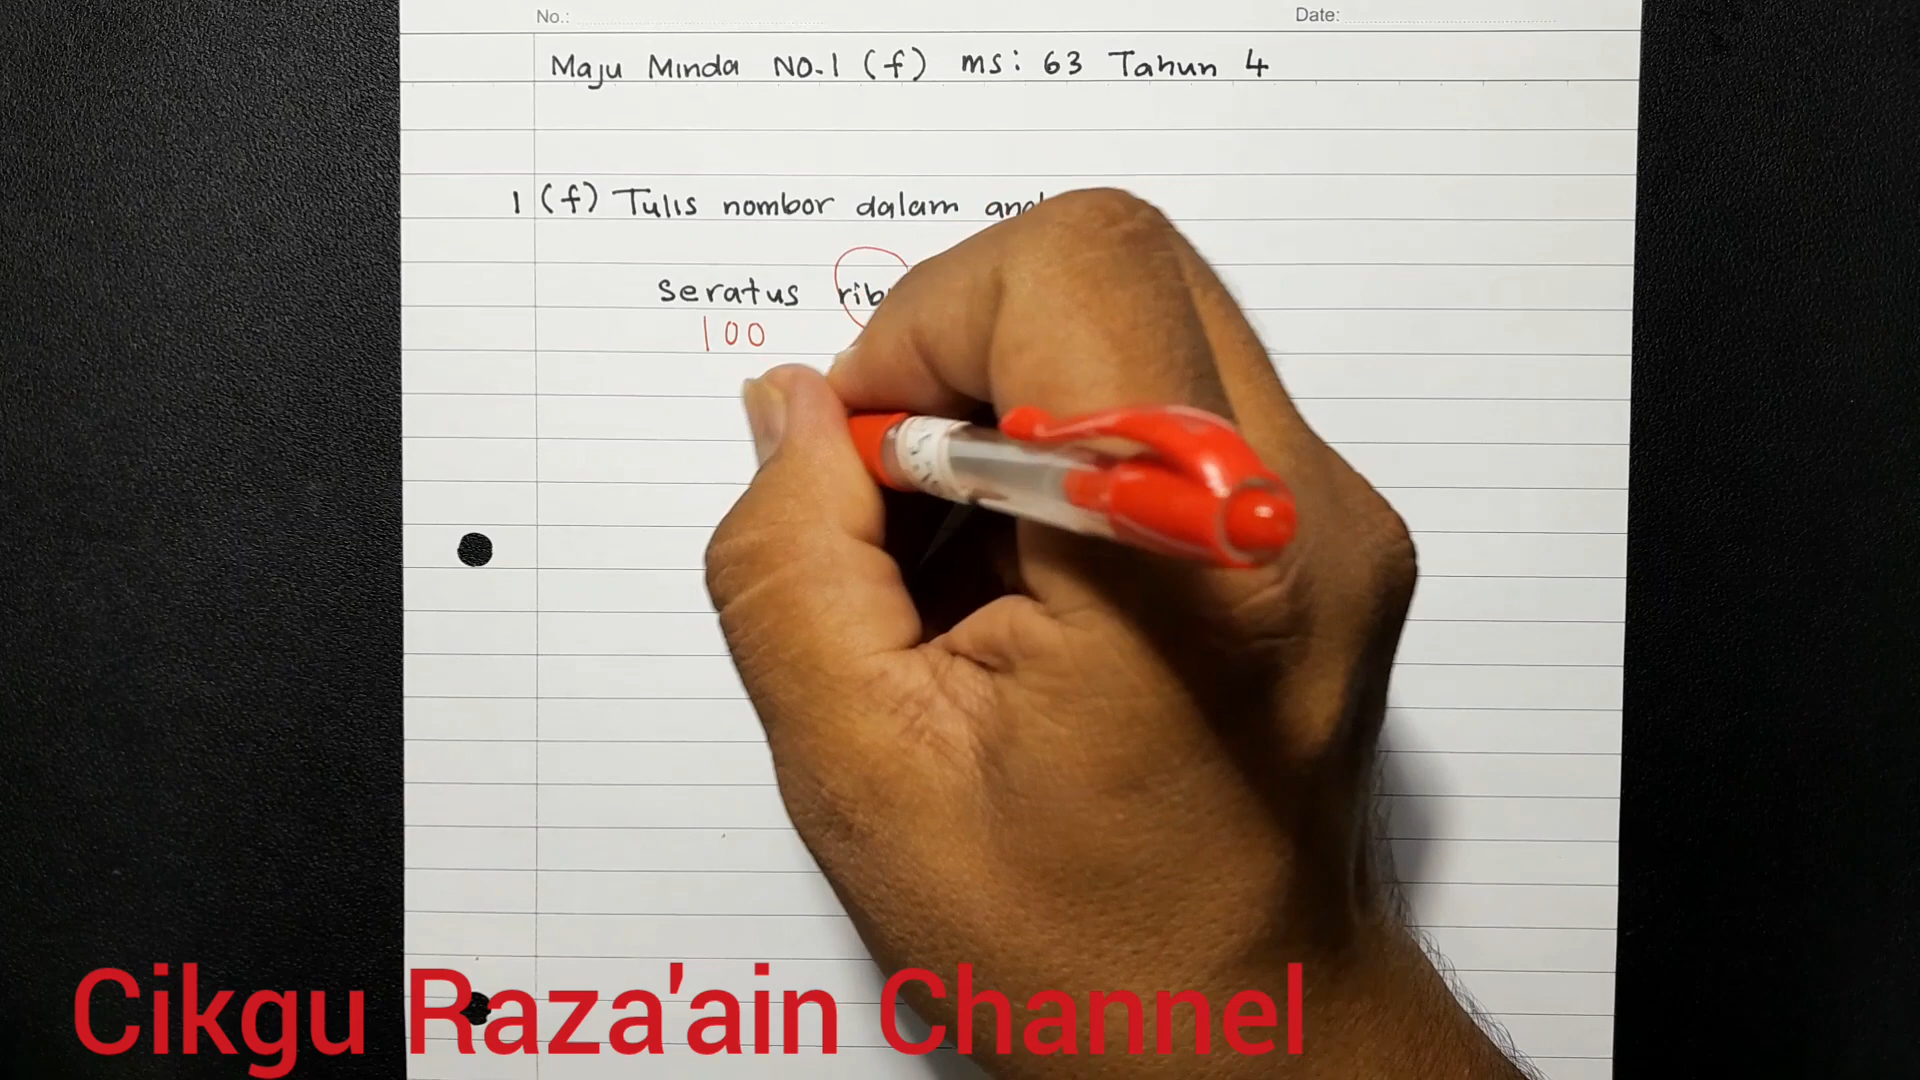 No.: Date:
Maju Minda NO.1 (f) ms: 63 Tahun 4
1 (f) Tulis nombor dalam
seratus
100
Cikgu Raza'ain Channel